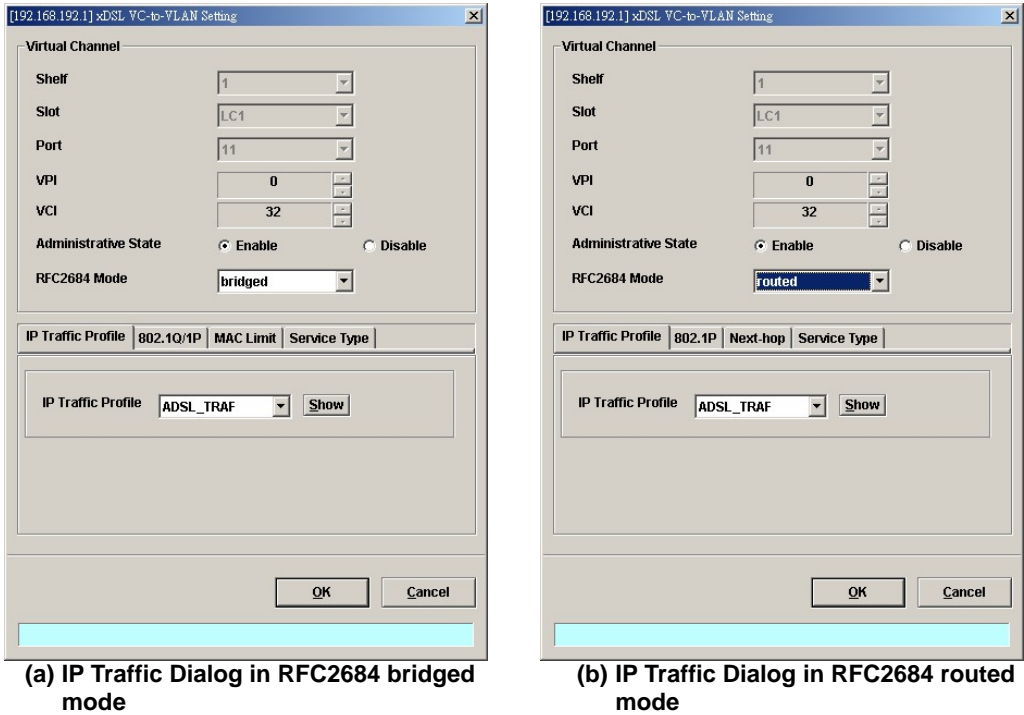 [192.168.192.1] xDSL VC-to-VLAN Setting
Virtual Channel
Shelf 1
Slot LC1
Port 11
VPI 0
VCI 32
Administrative State Enable Disable
RFC2684 Mode bridged
IP Traffic Profile 802.1Q/1P MAC Limit Service Type
IP Traffic Profile ADSL_TRAF Show
OK Cancel
(a) IP Traffic Dialog in RFC2684 bridged
mode
[192.168.192.1] xDSL VC-to-VLAN Setting
Virtual Channel
Shelf 1
Slot LC1
Port 11
VPI 0
VCI 32
Administrative State Enable Disable
RFC2684 Mode routed
IP Traffic Profile 802.1P Next-hop Service Type
IP Traffic Profile ADSL_TRAF Show
OK Cancel
(b) IP Traffic Dialog in RFC2684 routed
mode